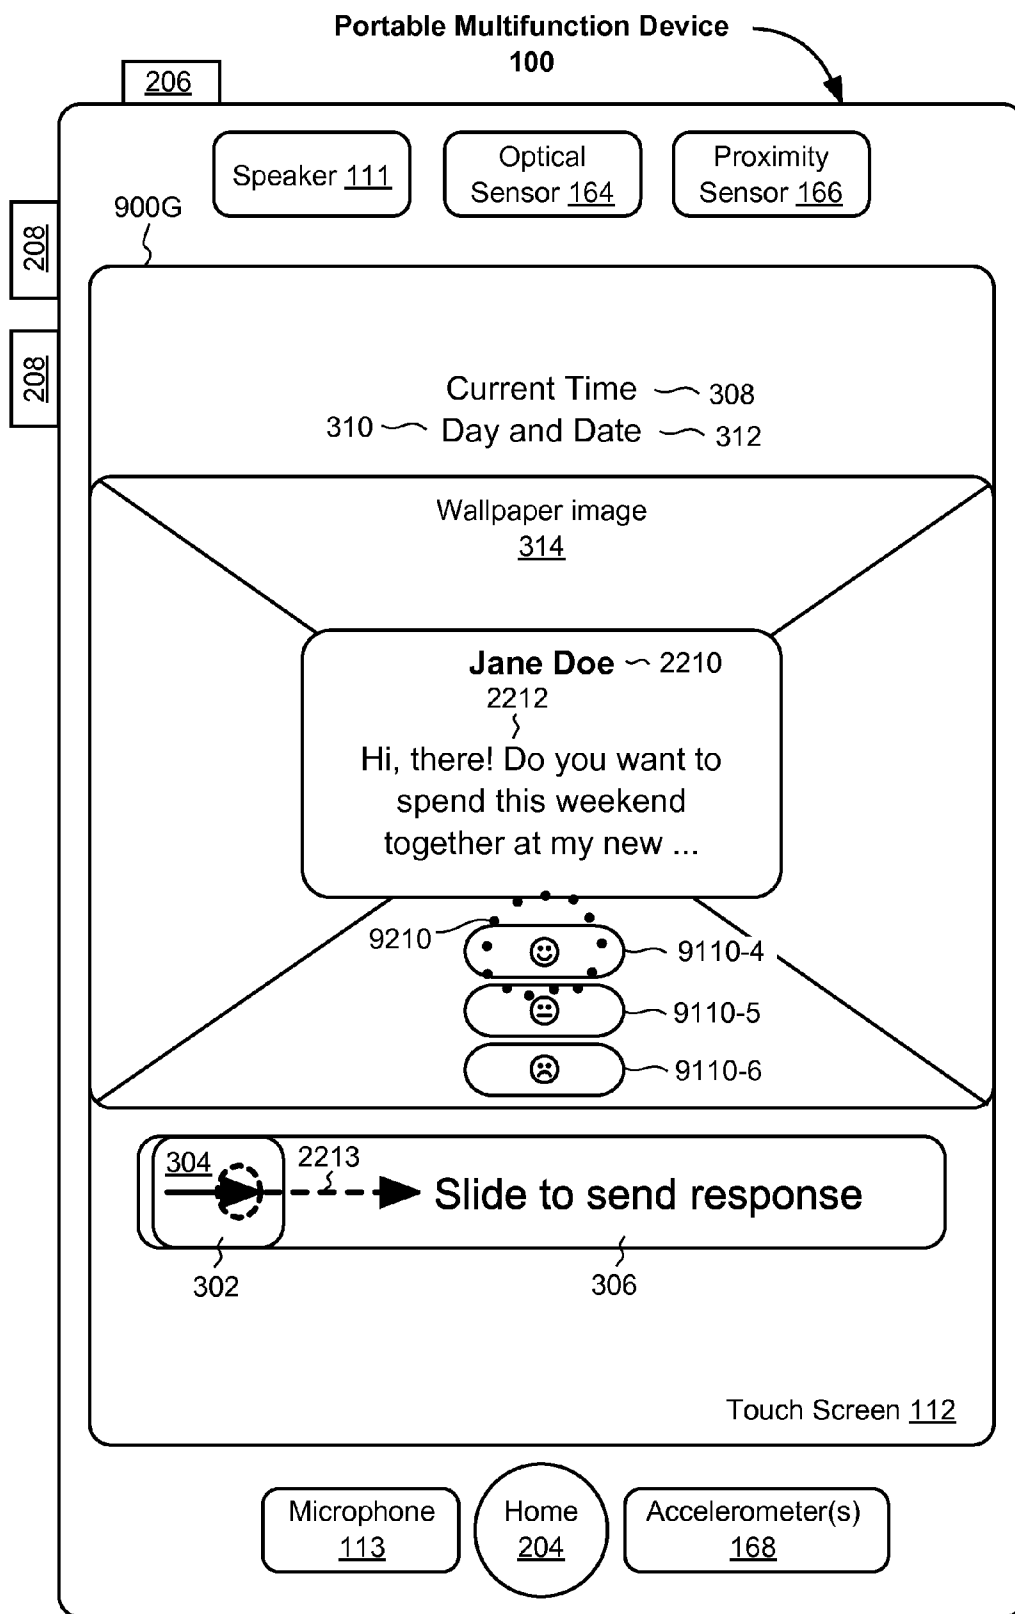 Portable Multifunction Device
100
206
Speaker 111
Optical
Sensor 164
Proximity
Sensor 166
900G
208
208
Current Time
308
310
Day and Date
312
Wallpaper image
314
Jane Doe
2210
2212
Hi, there! Do you want to
spend this weekend
together at my new ...
9210
9110-4
9110-5
9110-6
304
2213
Slide to send response
302
306
Touch Screen 112
Microphone
113
Home
204
Accelerometer(s)
168